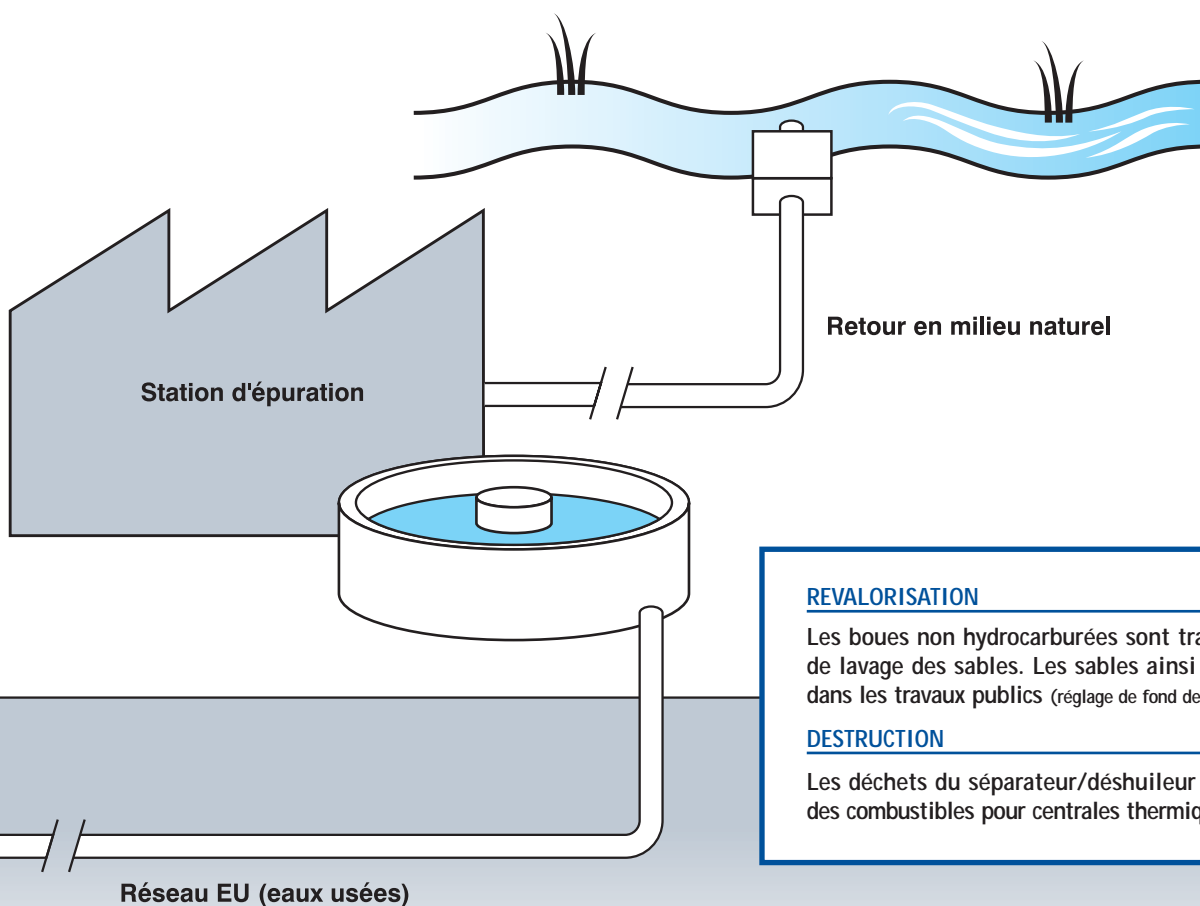 Retour en milieu naturel
Station d'épuration
REVALORISATION
Les boues non hydrocarburées sont
de lavage des sables. Les sables ainsi
dans les travaux publics (réglage de fond de
DESTRUCTION
Les déchets du séparateur/déshuileur
des combustibles pour centrales
Réseau EU (eaux usées)